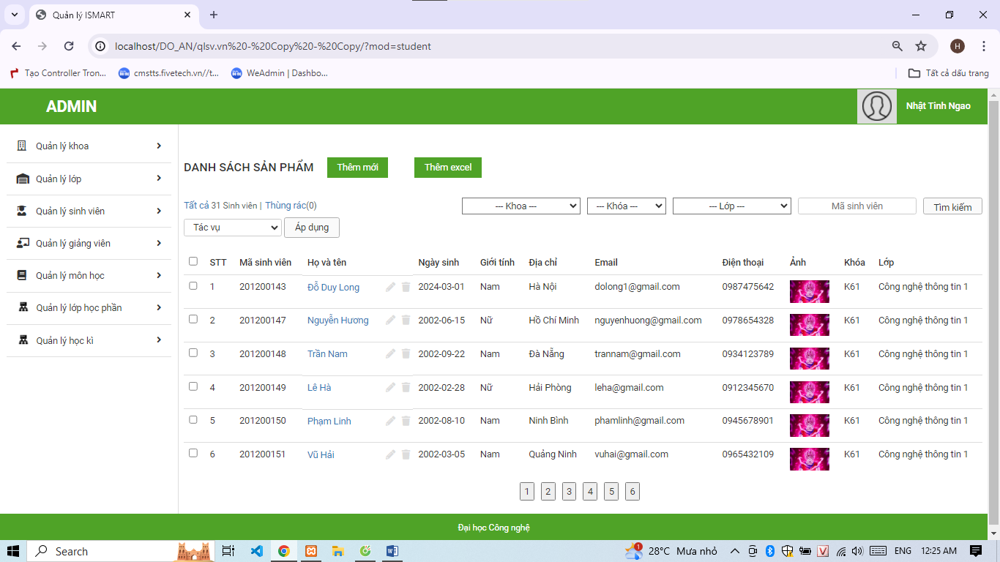 Quản lý ISMART
localhost/DO_AN/qlsv.vn%20-%20Copy%20-%20Copy/?mod=student
H
Tạo Controller Tron... cmstts.fivetech.vn//t... WeAdmin | Dashbo... Tất cả dấu trang
ADMIN Nhật Tinh Ngao
Quản lý khoa
Quản lý lớp
Quản lý sinh viên
Quản lý giảng viên
Quản lý môn học
Quản lý lớp học phần
Quản lý học kì
DANH SÁCH SẢN PHẨM Thêm mới Thêm excel
Tất cả 31 Sinh viên | Thùng rác(0) --- Khoa --- --- Khóa --- --- Lớp --- Mã sinh viên Tìm kiếm
Tác vụ Áp dụng
STT Mã sinh viên Họ và tên Ngày sinh Giới tính Địa chỉ Email Điện thoại Ảnh Khóa Lớp
1 201200143 Đỗ Duy Long 2024-03-01 Nam Hà Nội dolong1@gmail.com 0987475642 K61 Công nghệ thông tin 1
2 201200147 Nguyễn Hương 2002-06-15 Nữ Hồ Chí Minh nguyenhuong@gmail.com 0978654328 K61 Công nghệ thông tin 1
3 201200148 Trần Nam 2002-09-22 Nam Đà Nẵng trannam@gmail.com 0934123789 K61 Công nghệ thông tin 1
4 201200149 Lê Hà 2002-02-28 Nữ Hải Phòng leha@gmail.com 0912345670 K61 Công nghệ thông tin 1
5 201200150 Phạm Linh 2002-08-10 Nam Ninh Bình phamlinh@gmail.com 0945678901 K61 Công nghệ thông tin 1
6 201200151 Vũ Hải 2002-03-05 Nam Quảng Ninh vuhai@gmail.com 0965432109 K61 Công nghệ thông tin 1
1 2 3 4 5 6
Đại học Công nghệ
Search 1 28°C Mưa nhỏ V ENG 12:25 AM